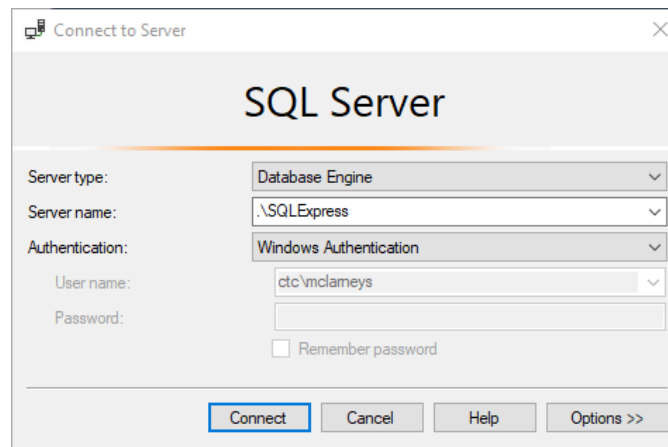 Connect to Server
SQL Server
Server type: Database Engine
Server name: .\SQLExpress
Authentication: Windows Authentication
User name: ctc\mclarneys
Password:
Remember password
Connect Cancel Help Options >>